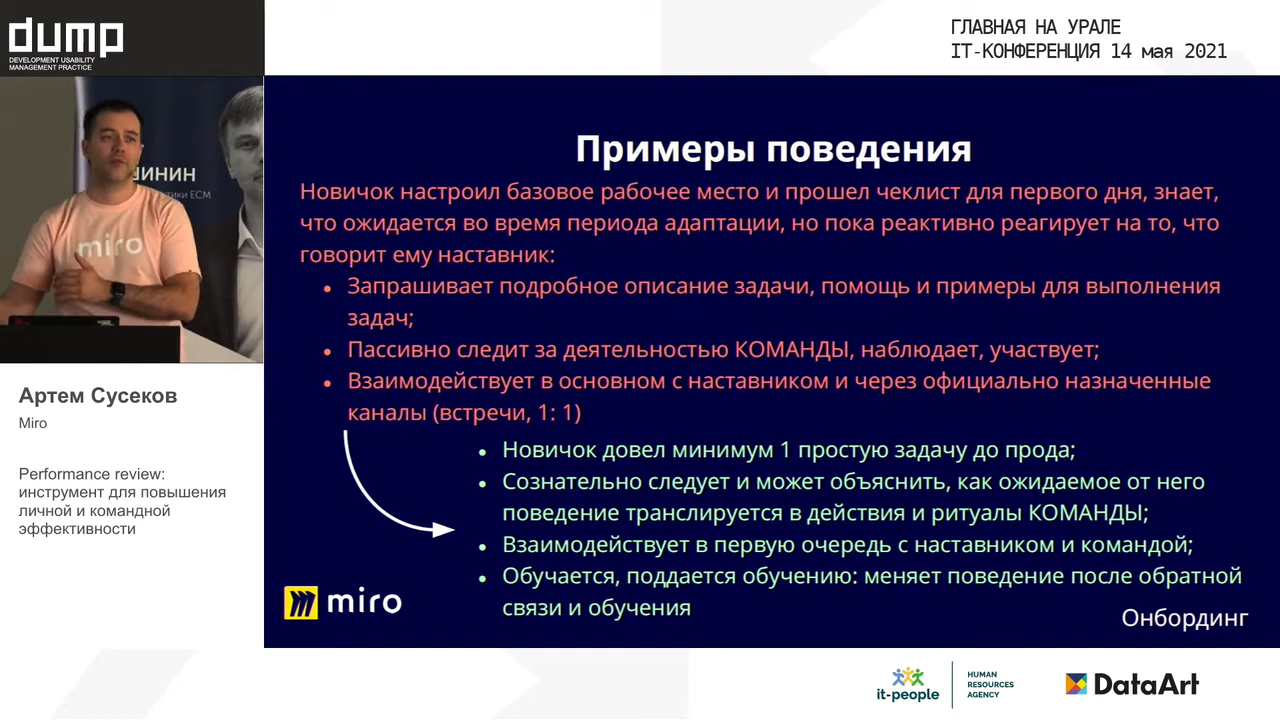 dump
DEVELOPMENT USABILITY
MANAGEMENT PRACTICE
ГЛАВНАЯ НА УРАЛЕ
IT-КОНФЕРЕНЦИЯ 14 мая 2021
miro
Артем Сусеков
Miro
Performance review:
инструмент для повышения
личной и командной
эффективности
Примеры поведения
Новичок настроил базовое рабочее место и прошел чеклист для первого дня, знает,
что ожидается во время периода адаптации, но пока реактивно реагирует на то, что
говорит ему наставник:
• Запрашивает подробное описание задачи, помощь и примеры для выполнения
задач;
• Пассивно следит за деятельностью КОМАНДЫ, наблюдает, участвует;
• Взаимодействует в основном с наставником и через официально назначенные
каналы (встречи, 1: 1)
• Новичок довел минимум 1 простую задачу до прода;
• Сознательно следует и может объяснить, как ожидаемое от него
поведение транслируется в действия и ритуалы КОМАНДЫ;
• Взаимодействует в первую очередь с наставником и командой;
• Обучается, поддается обучению: меняет поведение после обратной
связи и обучения
miro
Онбординг
it-people
HUMAN
RESOURCES
AGENCY
DataArt